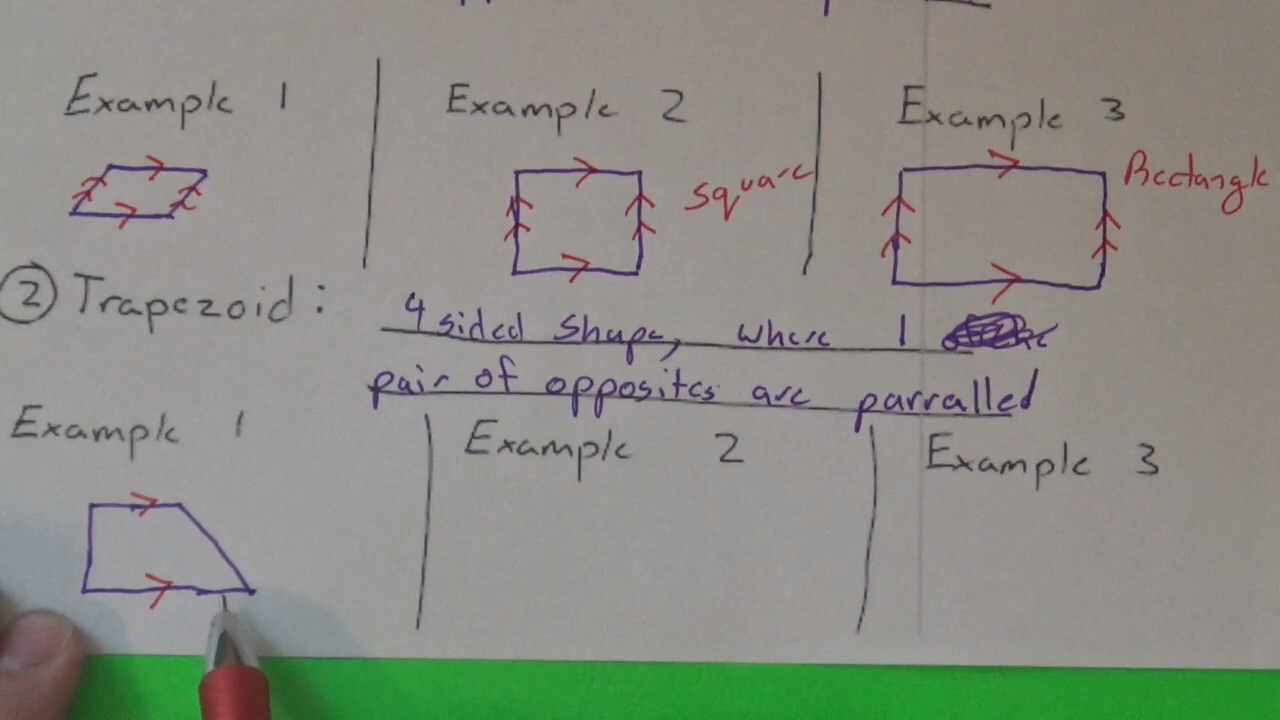 Example 1
Example 2
Example 3
Square
Rectangle
2 Trapezoid:
4 sided shape, where 1
pair of opposites are parralled
Example 1
Example 2
Example 3